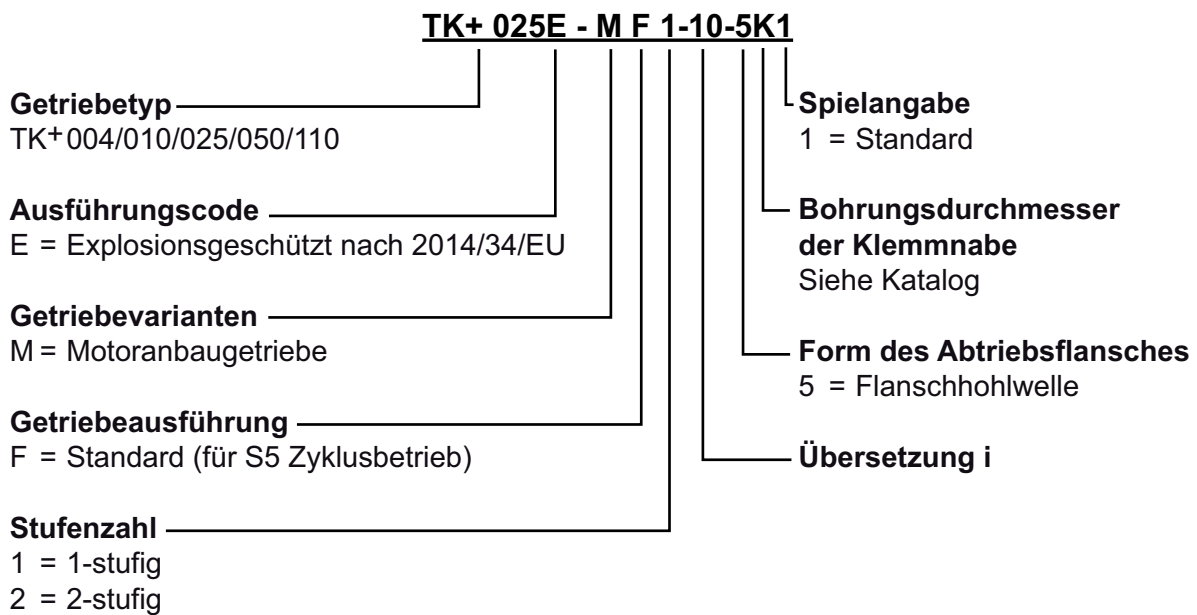 TK+ 025E - M F 1-10-5K1
Getriebetyp
TK+ 004/010/025/050/110
Ausführungscode
E = Explosionsgeschützt nach 2014/34/EU
Getriebevarianten
M = Motoranbaugetriebe
Getriebeausführung
F = Standard (für S5 Zyklusbetrieb)
Stufenzahl
1 = 1-stufig
2 = 2-stufig
Spielangabe
1 = Standard
Bohrungsdurchmesser
der Klemmnabe
Siehe Katalog
Form des Abtriebsflansches
5 = Flanschhohlwelle
Übersetzung i